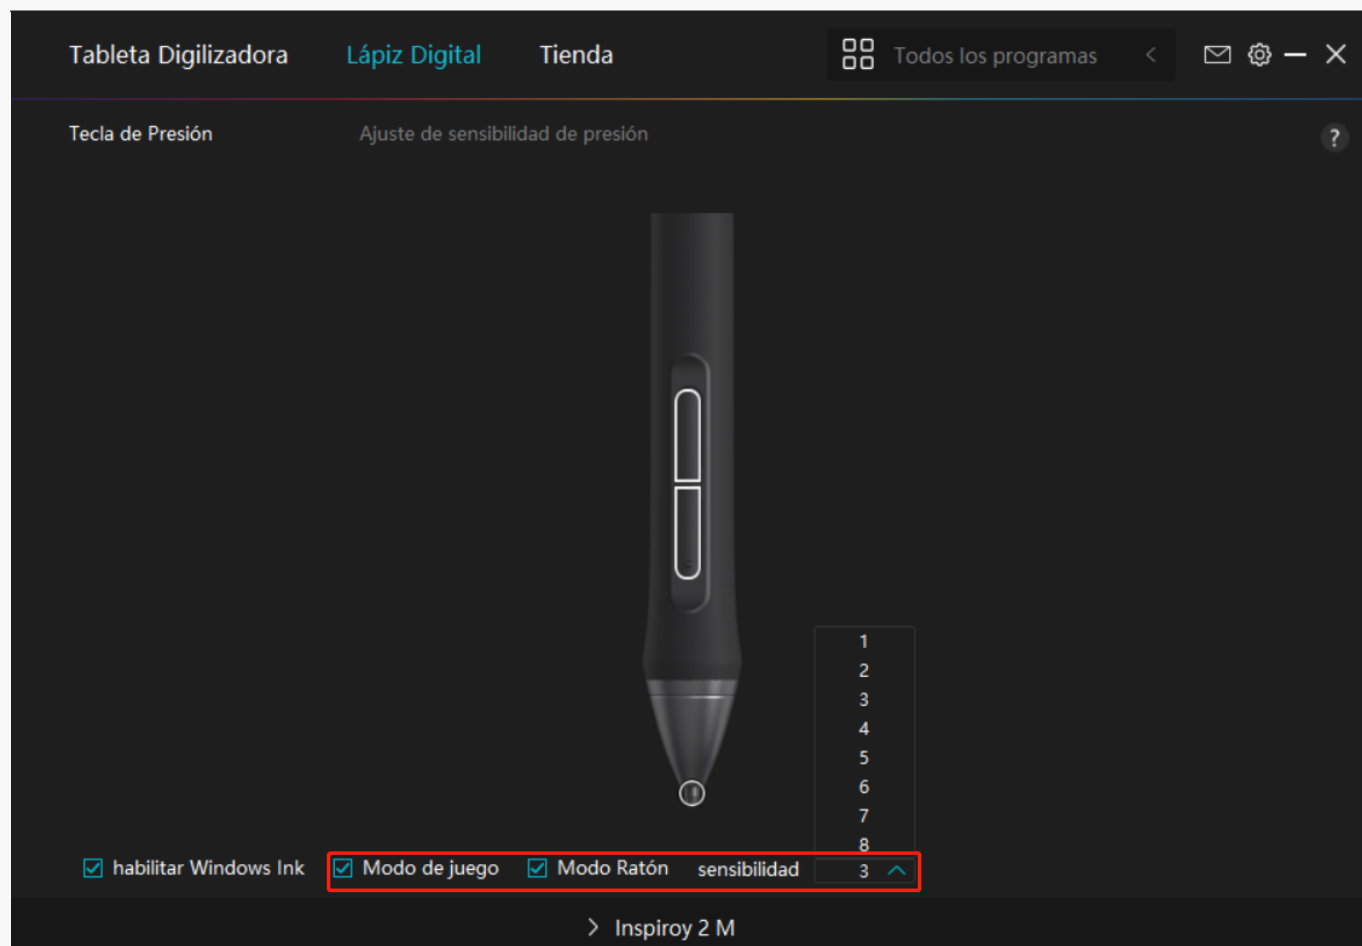 Tableta Digilizadora Lápiz Digital Tienda Todos los programas
Tecla de Presión Ajuste de sensibilidad de presión ?
1
2
3
4
5
6
7
8
habilitar Windows Ink Modo de juego Modo Ratón sensibilidad 3
Inspiroy 2 M